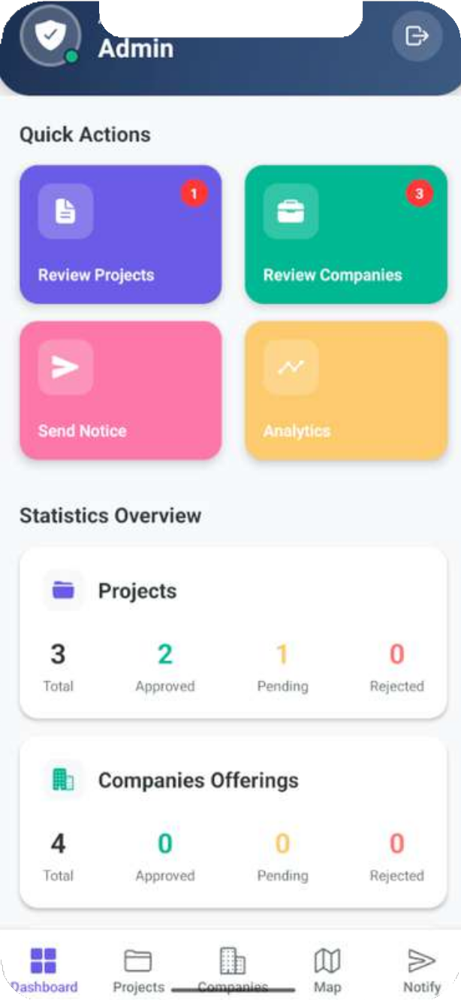 Admin
Quick Actions
1
3
Review Projects
Review Companies
Send Notice
Analytics
Statistics Overview
Projects
3 2 1 0
Total Approved Pending Rejected
Companies Offerings
4 0 0 0
Total Approved Pending Rejected
Dashboard Projects Companies Map Notify